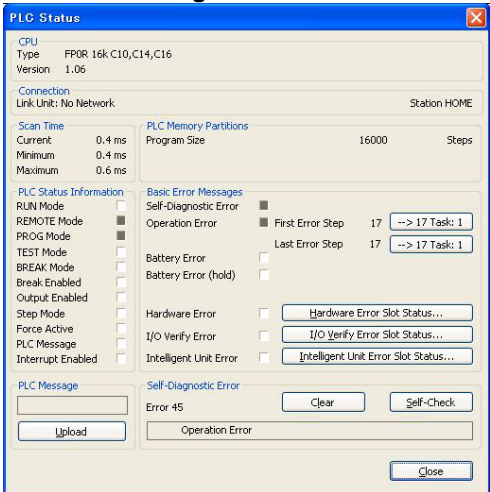 PLC Status
CPU
Type FP0R 16k C10,C14,C16
Version 1.06
Connection
Link Unit: No Network Station HOME
Scan Time
Current 0.4 ms
Minimum 0.4 ms
Maximum 0.6 ms
PLC Memory Partitions
Program Size 16000 Steps
PLC Status Information
RUN Mode
REMOTE Mode
PROG Mode
TEST Mode
BREAK Mode
Break Enabled
Output Enabled
Step Mode
Force Active
PLC Message
Interrupt Enabled
Basic Error Messages
Self-Diagnostic Error
Operation Error First Error Step 17 --> 17 Task: 1
Last Error Step 17 --> 17 Task: 1
Battery Error
Battery Error (hold)
Hardware Error Hardware Error Slot Status...
I/O Verify Error I/O Verify Error Slot Status...
Intelligent Unit Error Intelligent Unit Error Slot Status...
PLC Message
Upload
Self-Diagnostic Error
Error 45 Clear Self-Check
Operation Error
Close